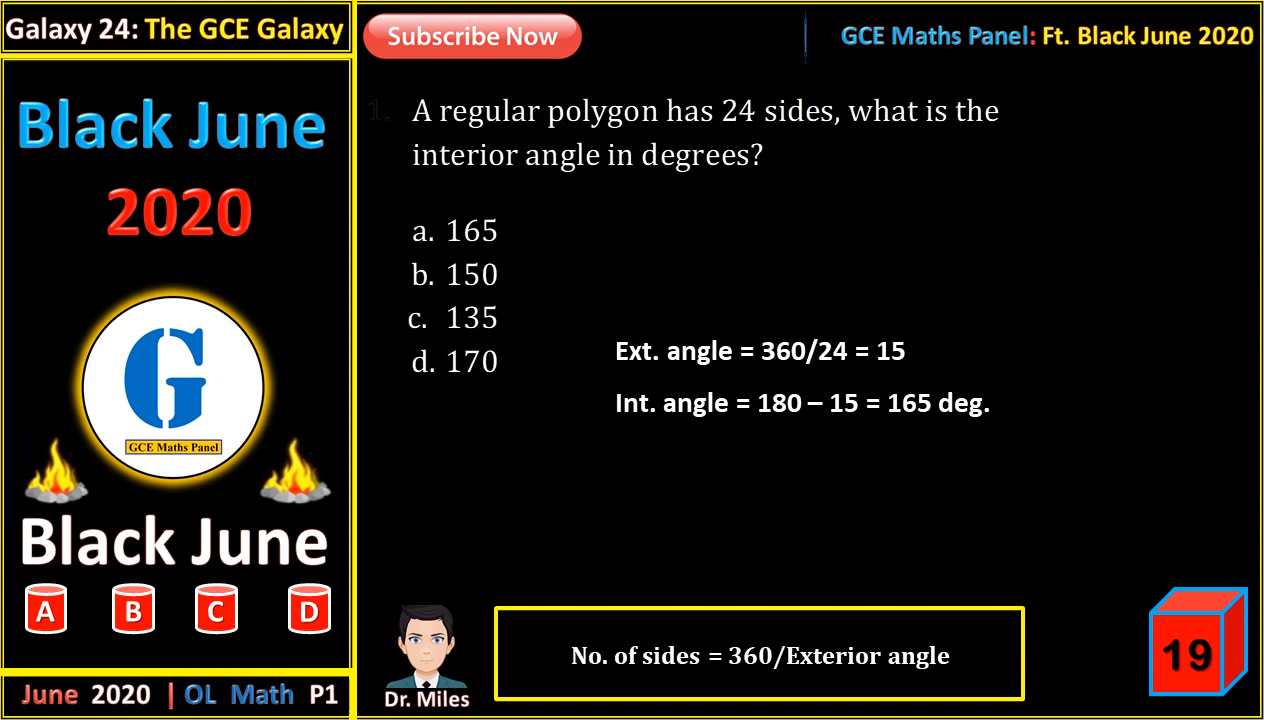 Galaxy 24: The GCE Galaxy
Subscribe Now
GCE Maths Panel: Ft. Black June 2020
Black June
2020
G
GCE Maths Panel
Black June
A B C D
June 2020 | OL Math P1
1. A regular polygon has 24 sides, what is the
interior angle in degrees?
a. 165
b. 150
c. 135
d. 170
Ext. angle = 360/24 = 15
Int. angle = 180 – 15 = 165 deg.
Dr. Miles
No. of sides = 360/Exterior angle
19